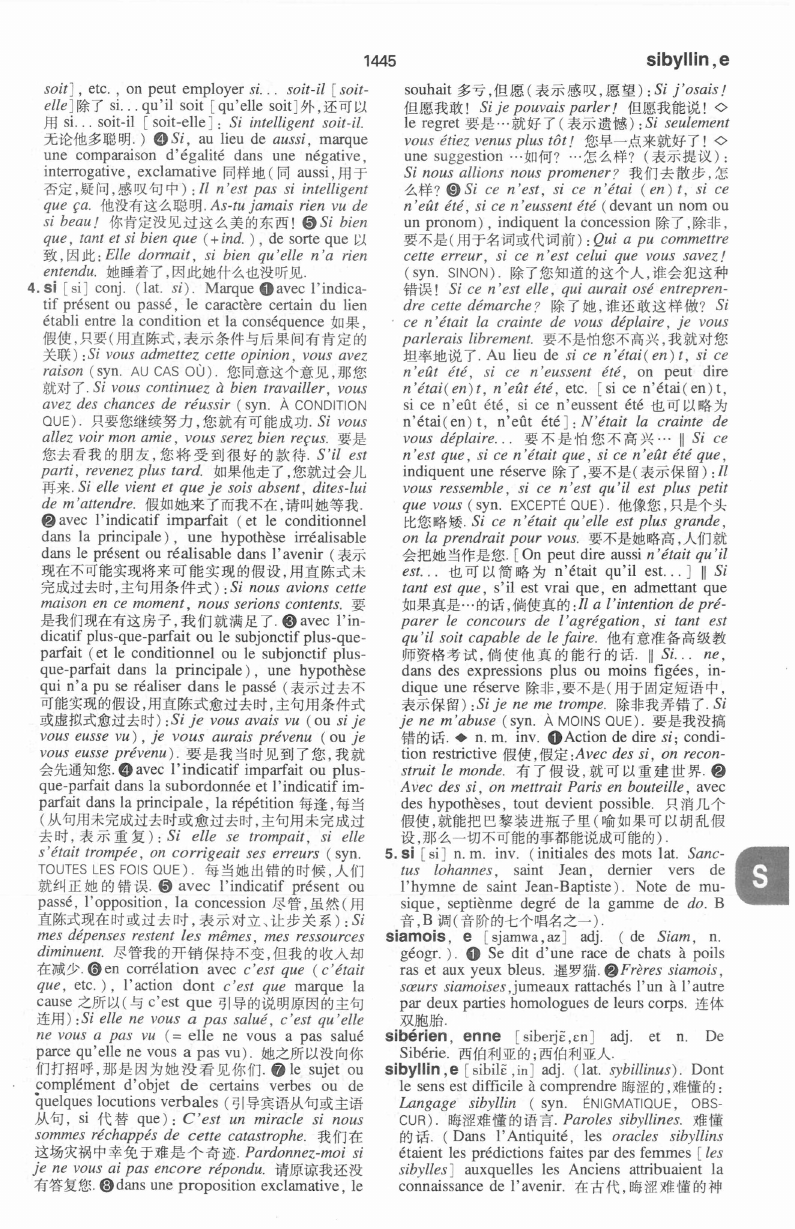 1445
sibyllin,e
soit], etc. , on peut employer si... soit-il [soit-
elle]除了 si...qu'il soit [qu'elle soit]外,还可以
用 si... soit-il [soit-elle]: Si intelligent soit-il.
无论他多聪明.) ❹Si, au lieu de aussi, marque
une comparaison d'égalité dans une négative,
interrogative, exclamative 同样地(同 aussi,用于
否定,疑问,感叹句中):Il n'est pas si intelligent
que ça. 他没有这么聪明. As-tu jamais rien vu de
si beau! 你肯定没见过这么美的东西! ❺Si bien
que, tant et si bien que (+ind.), de sorte que 以
致,因此: Elle dormait, si bien qu'elle n'a rien
entendu. 她睡着了,因此她什么也没听见.
4. si [si] conj. (lat. si). Marque ❶avec l'indica-
tif présent ou passé, le caractère certain du lien
établi entre la condition et la conséquence 如果,
假使,只要(用直陈式,表示条件与后果间有肯定的
关联):Si vous admettez cette opinion, vous avez
raison (syn. AU CAS OÙ). 您同意这个意见,那您
就对了. Si vous continuez à bien travailler, vous
avez des chances de réussir (syn. À CONDITION
QUE). 只要您继续努力,您就有可能成功. Si vous
allez voir mon amie, vous serez bien reçus. 要是
您去看我的朋友,您将受到很好的款待. S'il est
parti, revenez plus tard. 如果他走了,您就过会儿
再来. Si elle vient et que je sois absent, dites-lui
de m'attendre. 假如她来了而我不在,请叫她等我.
❷avec l'indicatif imparfait (et le conditionnel
dans la principale), une hypothèse irréalisable
dans le présent ou réalisable dans l'avenir (表示
现在不可能实现将来可能实现的假设,用直陈式未
完成过去时,主句用条件式):Si nous avions cette
maison en ce moment, nous serions contents. 要
是我们现在有这房子,我们就满足了. ❸avec l'in-
dicatif plus-que-parfait ou le subjonctif plus-que-
parfait (et le conditionnel ou le subjonctif plus-
que-parfait dans la principale), une hypothèse
qui n'a pu se réaliser dans le passé (表示过去不
可能实现的假设,用直陈式愈过去时,主句用条件式
或虚拟式愈过去时):Si je vous avais vu (ou si je
vous eusse vu), je vous aurais prévenu (ou je
vous eusse prévenu). 要是我当时见到了您,我就
会先通知您. ❹avec l'indicatif imparfait ou plus-
que-parfait dans la subordonnée et l'indicatif im-
parfait dans la principale, la répétition 每逢,每当
(从句用未完成过去时或愈过去时,主句用未完成过
去时,表示重复): Si elle se trompait, si elle
s'était trompée, on corrigeait ses erreurs (syn.
TOUTES LES FOIS QUE). 每当她出错的时候,人们
就纠正她的错误. ❺ avec l'indicatif présent ou
passé, l'opposition, la concession 尽管,虽然(用
直陈式现在时或过去时,表示对立、让步关系):Si
mes dépenses restent les mêmes, mes ressources
diminuent. 尽管我的开销保持不变,但我的收入却
在减少. ❻en corrélation avec c'est que (c'était
que, etc.), l'action dont c'est que marque la
cause 之所以(与 c'est que 引导的说明原因的主句
连用):Si elle ne vous a pas salué, c'est qu'elle
ne vous a pas vu (= elle ne vous a pas salué
parce qu'elle ne vous a pas vu). 她之所以没向你
们打招呼,那是因为她没看见你们. ❼ le sujet ou
complément d'objet de certains verbes ou de
quelques locutions verbales (引导宾语从句或主语
从句, si 代替 que): C'est un miracle si nous
sommes réchappés de cette catastrophe. 我们在
这场灾祸中幸免于难是个奇迹. Pardonnez-moi si
je ne vous ai pas encore répondu. 请原谅我还没
有答复您. ❽dans une proposition exclamative, le
souhait 多亏,但愿(表示感叹,愿望):Si j'osais!
但愿我敢! Si je pouvais parler! 但愿我能说! ◇
le regret 要是…就好了(表示遗憾):Si seulement
vous étiez venus plus tôt! 您早一点来就好了! ◇
une suggestion …如何? …怎么样? (表示提议):
Si nous allions nous promener? 我们去散步,怎
么样? ❾ Si ce n'est, si ce n'étai (en) t, si ce
n'eût été, si ce n'eussent été (devant un nom ou
un pronom), indiquent la concession 除了,除非,
要不是(用于名词或代词前):Qui a pu commettre
cette erreur, si ce n'est celui que vous savez!
(syn. SINON). 除了您知道的这个人,谁会犯这种
错误! Si ce n'est elle, qui aurait osé entrepren-
dre cette démarche? 除了她,谁还敢这样做? Si
ce n'était la crainte de vous déplaire, je vous
parlerais librement. 要不是怕您不高兴,我就对您
坦率地说了. Au lieu de si ce n'étai(en)t, si ce
n'eût été, si ce n'eussent été, on peut dire
n'étai(en)t, n'eût été, etc. [si ce n'étai(en)t,
si ce n'eût été, si ce n'eussent été 也可以略为
n'étai(en)t, n'eût été]: N'était la crainte de
vous déplaire... 要不是怕您不高兴… ‖ Si ce
n'est que, si ce n'était que, si ce n'eût été que,
indiquent une réserve 除了,要不是(表示保留):Il
vous ressemble, si ce n'est qu'il est plus petit
que vous (syn. EXCEPTÉ QUE). 他像您,只是个头
比您略矮. Si ce n'était qu'elle est plus grande,
on la prendrait pour vous. 要不是她略高,人们就
会把她当作是您. [On peut dire aussi n'était qu'il
est... 也可以简略为 n'était qu'il est...] ‖ Si
tant est que, s'il est vrai que, en admettant que
如果真是…的话,倘使真的:Il a l'intention de pré-
parer le concours de l'agrégation, si tant est
qu'il soit capable de le faire. 他有意准备高级教
师资格考试,倘使他真的能行的话. ‖ Si... ne,
dans des expressions plus ou moins figées, in-
dique une réserve 除非,要不是(用于固定短语中,
表示保留):Si je ne me trompe. 除非我弄错了. Si
je ne m'abuse (syn. À MOINS QUE). 要是我没搞
错的话. ◆ n. m. inv. ❶Action de dire si; condi-
tion restrictive 假使,假定:Avec des si, on recon-
struit le monde. 有了假设,就可以重建世界. ❷
Avec des si, on mettrait Paris en bouteille, avec
des hypothèses, tout devient possible. 只消几个
假使,就能把巴黎装进瓶子里(喻如果可以胡乱假
设,那么一切不可能的事都能说成可能的).
5. si [si] n. m. inv. (initiales des mots lat. Sanc-
tus Iohannes, saint Jean, dernier vers de
l'hymne de saint Jean-Baptiste). Note de mu-
sique, septiènme degré de la gamme de do. B
音,B 调(音阶的七个唱名之一).
S
siamois, e [sjamwa,az] adj. (de Siam, n.
géogr.). ❶ Se dit d'une race de chats à poils
ras et aux yeux bleus. 暹罗猫. ❷Frères siamois,
sœurs siamoises,jumeaux rattachés l'un à l'autre
par deux parties homologues de leurs corps. 连体
双胞胎.
sibérien, enne [siberjɛ̃,ɛn] adj. et n. De
Sibérie. 西伯利亚的;西伯利亚人.
sibyllin,e [sibilɛ̃,in] adj. (lat. sybillinus). Dont
le sens est difficile à comprendre 晦涩的,难懂的:
Langage sibyllin (syn. ÉNIGMATIQUE, OBS-
CUR). 晦涩难懂的语言. Paroles sibyllines. 难懂
的话. (Dans l'Antiquité, les oracles sibyllins
étaient les prédictions faites par des femmes [les
sibylles] auxquelles les Anciens attribuaient la
connaissance de l'avenir. 在古代,晦涩难懂的神